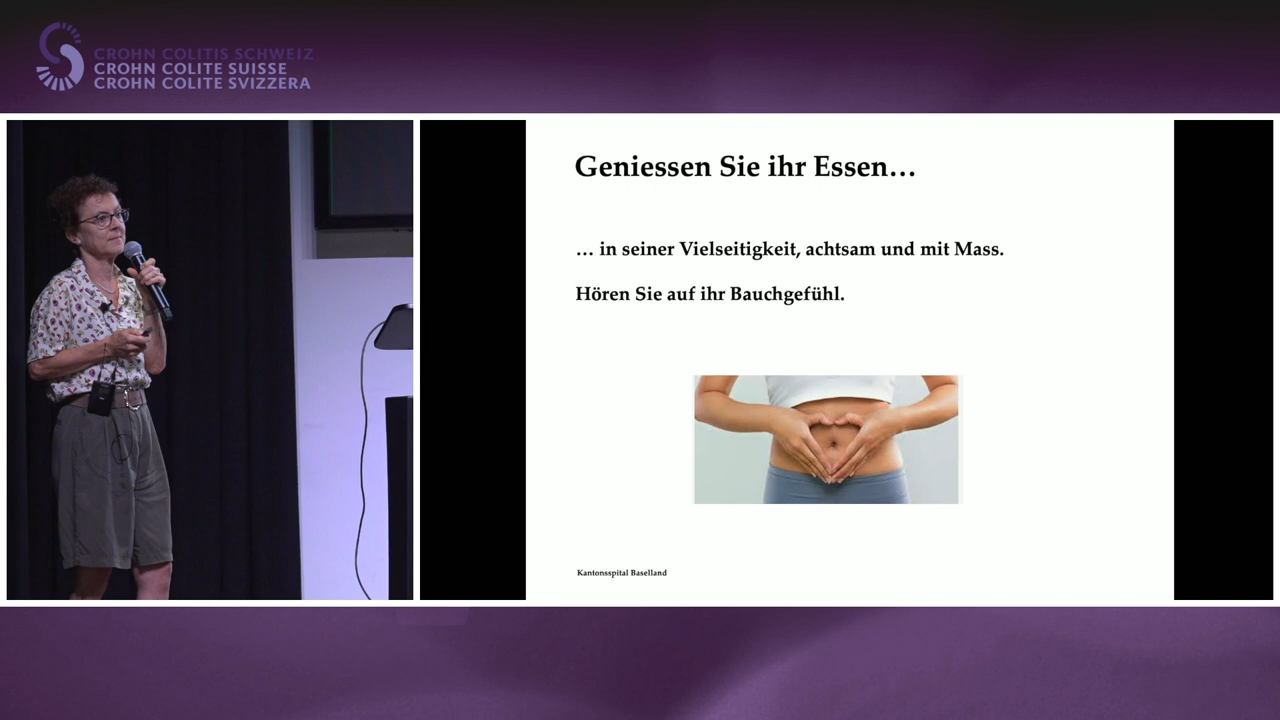 CROHN COLITIS SCHWEIZ
CROHN COLITE SUISSE
CROHN COLITE SVIZZERA
Geniessen Sie ihr Essen…
… in seiner Vielseitigkeit, achtsam und mit Mass.
Hören Sie auf ihr Bauchgefühl.
Kantonsspital Baselland